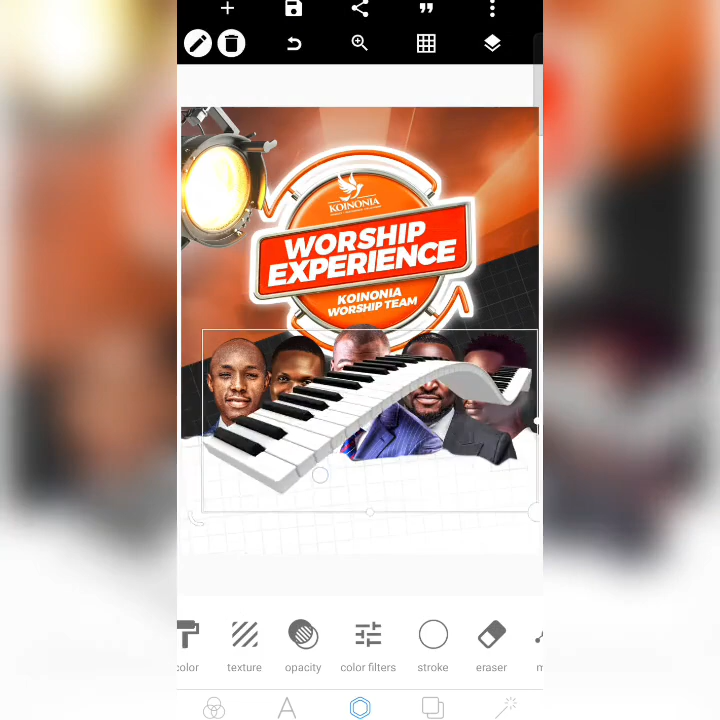 KOINONIA
WORSHIP
EXPERIENCE
KOINONIA
WORSHIP TEAM
color
texture
opacity
color filters
stroke
eraser